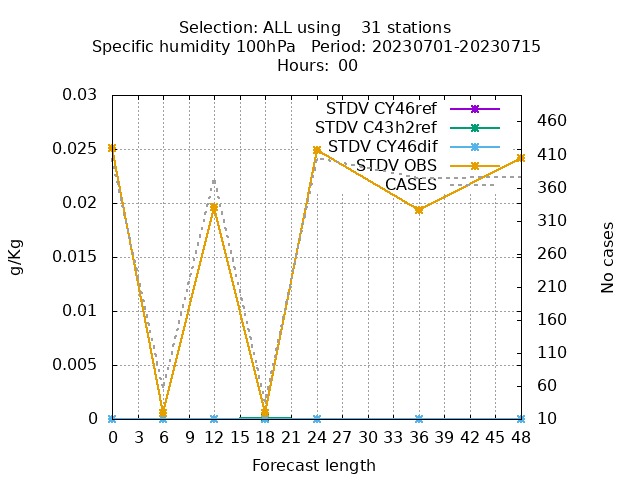 Selection: ALL using    31 stations
Specific humidity 100hPa   Period: 20230701-20230715
Hours: 00
STDV CY46ref
STDV C43h2ref
STDV CY46dif
STDV OBS
CASES
0.03
0.025
0.02
0.015
0.01
0.005
0
g/Kg
460
410
360
310
260
210
160
110
60
10
No cases
0 3 6 9 12 15 18 21 24 27 30 33 36 39 42 45 48
Forecast length